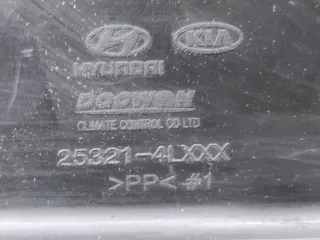 KIA
HYUNDAI
DOOWON
CLIMATE CONTROL CO LTD
25321-4LXXX
>PP< #1